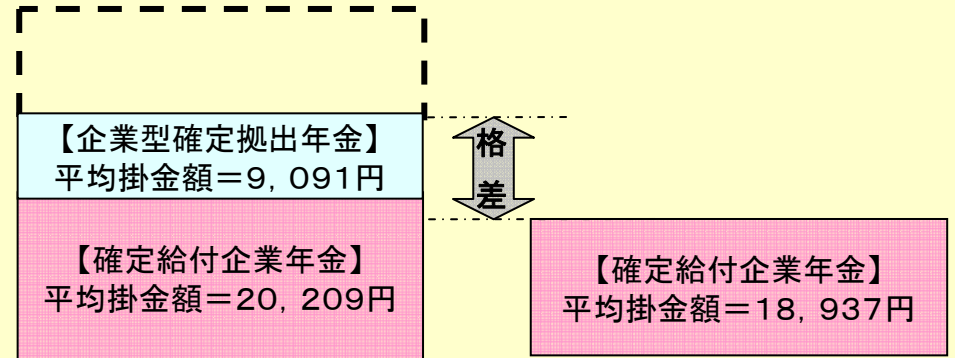 【企業型確定拠出年金】
平均掛金額=9,091円
格
差
【確定給付企業年金】
平均掛金額=20,209円
【確定給付企業年金】
平均掛金額=18,937円